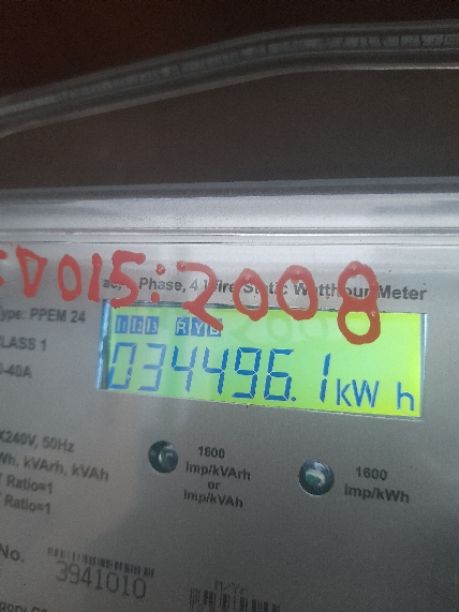 D015:2008
Phase, 4 Wire Static Watthour Meter
Type: PPEM 24
CLASS 1
-40A
RYB
034496.1 kW h
X240V, 50Hz
Wh, kVArh, kVAh
Ratio=1
Ratio=1
1600
Imp/kVArh
or
Imp/kVAh
1600
Imp/kWh
No.
3941010